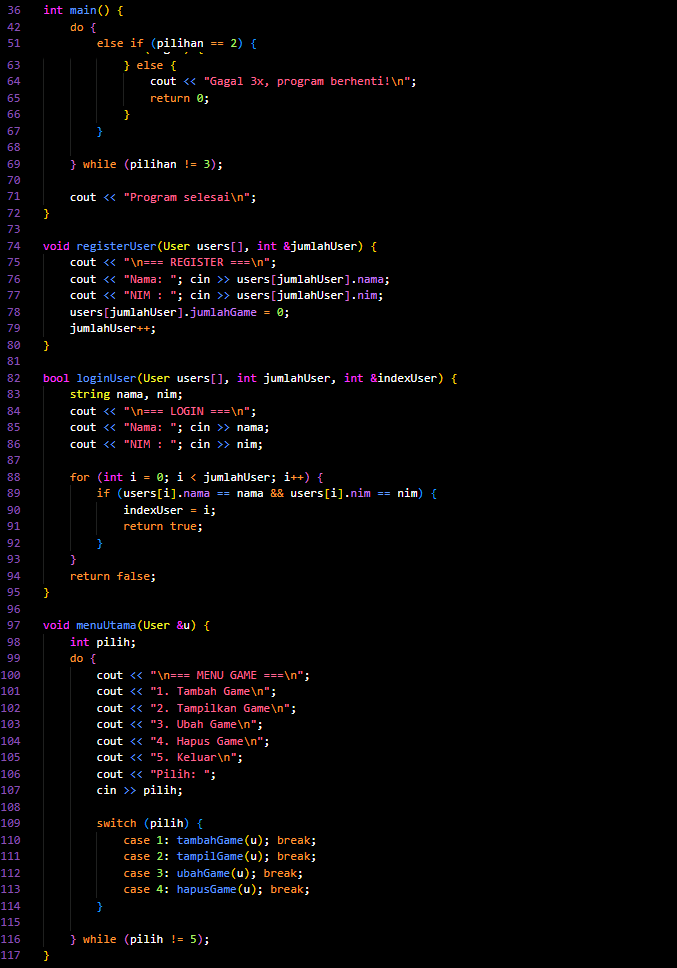 36 int main() {
42     do {
51         else if (pilihan == 2) {
63             } else {
64                 cout << "Gagal 3x, program berhenti!\n";
65                 return 0;
66             }
67         }
68
69     } while (pilihan != 3);
70
71     cout << "Program selesai\n";
72 }
73
74 void registerUser(User users[], int &jumlahUser) {
75     cout << "\n=== REGISTER ===\n";
76     cout << "Nama: "; cin >> users[jumlahUser].nama;
77     cout << "NIM : "; cin >> users[jumlahUser].nim;
78     users[jumlahUser].jumlahGame = 0;
79     jumlahUser++;
80 }
81
82 bool loginUser(User users[], int jumlahUser, int &indexUser) {
83     string nama, nim;
84     cout << "\n=== LOGIN ===\n";
85     cout << "Nama: "; cin >> nama;
86     cout << "NIM : "; cin >> nim;
87
88     for (int i = 0; i < jumlahUser; i++) {
89         if (users[i].nama == nama && users[i].nim == nim) {
90             indexUser = i;
91             return true;
92         }
93     }
94     return false;
95 }
96
97 void menuUtama(User &u) {
98     int pilih;
99     do {
100         cout << "\n=== MENU GAME ===\n";
101         cout << "1. Tambah Game\n";
102         cout << "2. Tampilkan Game\n";
103         cout << "3. Ubah Game\n";
104         cout << "4. Hapus Game\n";
105         cout << "5. Keluar\n";
106         cout << "Pilih: ";
107         cin >> pilih;
108
109         switch (pilih) {
110             case 1: tambahGame(u); break;
111             case 2: tampilGame(u); break;
112             case 3: ubahGame(u); break;
113             case 4: hapusGame(u); break;
114         }
115
116     } while (pilih != 5);
117 }